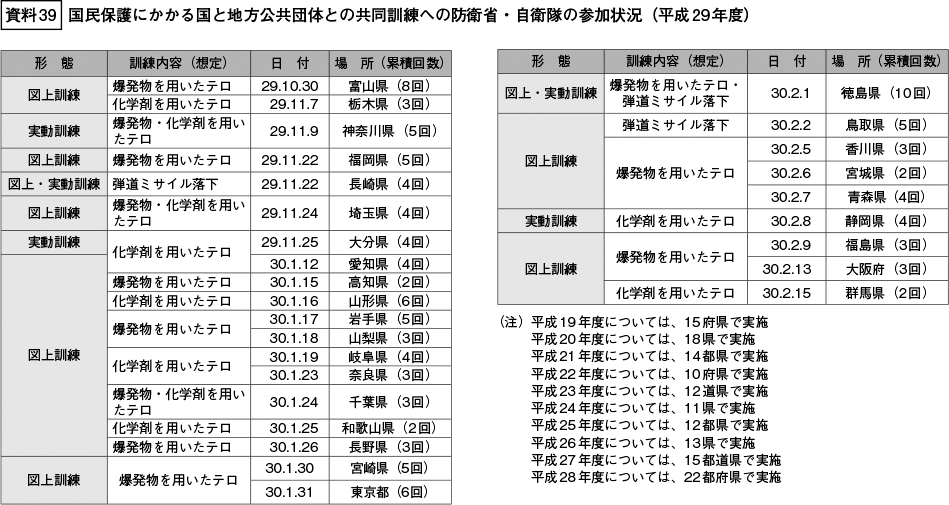 資料39 国民保護にかかる国と地方公共団体との共同訓練への防衛省・自衛隊の参加状況（平成29年度）
形　態 訓練内容（想定） 日　付 場　所（累積回数）
図上訓練 爆発物を用いたテロ 29.10.30 富山県（8回）
化学剤を用いたテロ 29.11.7 栃木県（3回）
実動訓練 爆発物・化学剤を用い
たテロ 29.11.9 神奈川県（5回）
図上訓練 爆発物を用いたテロ 29.11.22 福岡県（5回）
図上・実動訓練 弾道ミサイル落下 29.11.22 長崎県（4回）
図上訓練 爆発物・化学剤を用い
たテロ 29.11.24 埼玉県（4回）
実動訓練 化学剤を用いたテロ 29.11.25 大分県（4回）
図上訓練 30.1.12 愛知県（4回）
爆発物を用いたテロ 30.1.15 高知県（2回）
化学剤を用いたテロ 30.1.16 山形県（6回）
爆発物を用いたテロ 30.1.17 岩手県（5回）
30.1.18 山梨県（3回）
化学剤を用いたテロ 30.1.19 岐阜県（4回）
30.1.23 奈良県（3回）
爆発物・化学剤を用い
たテロ 30.1.24 千葉県（3回）
化学剤を用いたテロ 30.1.25 和歌山県（2回）
爆発物を用いたテロ 30.1.26 長野県（3回）
図上訓練 爆発物を用いたテロ 30.1.30 宮崎県（5回）
30.1.31 東京都（6回）
形　態 訓練内容（想定） 日　付 場　所（累積回数）
図上・実動訓練 爆発物を用いたテロ・
弾道ミサイル落下 30.2.1 徳島県（10回）
図上訓練 弾道ミサイル落下 30.2.2 鳥取県（5回）
爆発物を用いたテロ 30.2.5 香川県（3回）
30.2.6 宮城県（2回）
30.2.7 青森県（4回）
実動訓練 化学剤を用いたテロ 30.2.8 静岡県（4回）
図上訓練 爆発物を用いたテロ 30.2.9 福島県（3回）
30.2.13 大阪府（3回）
化学剤を用いたテロ 30.2.15 群馬県（2回）
（注）平成19年度については、15府県で実施
平成20年度については、18県で実施
平成21年度については、14都県で実施
平成22年度については、10府県で実施
平成23年度については、12道県で実施
平成24年度については、11県で実施
平成25年度については、12都県で実施
平成26年度については、13県で実施
平成27年度については、15都道県で実施
平成28年度については、22都府県で実施